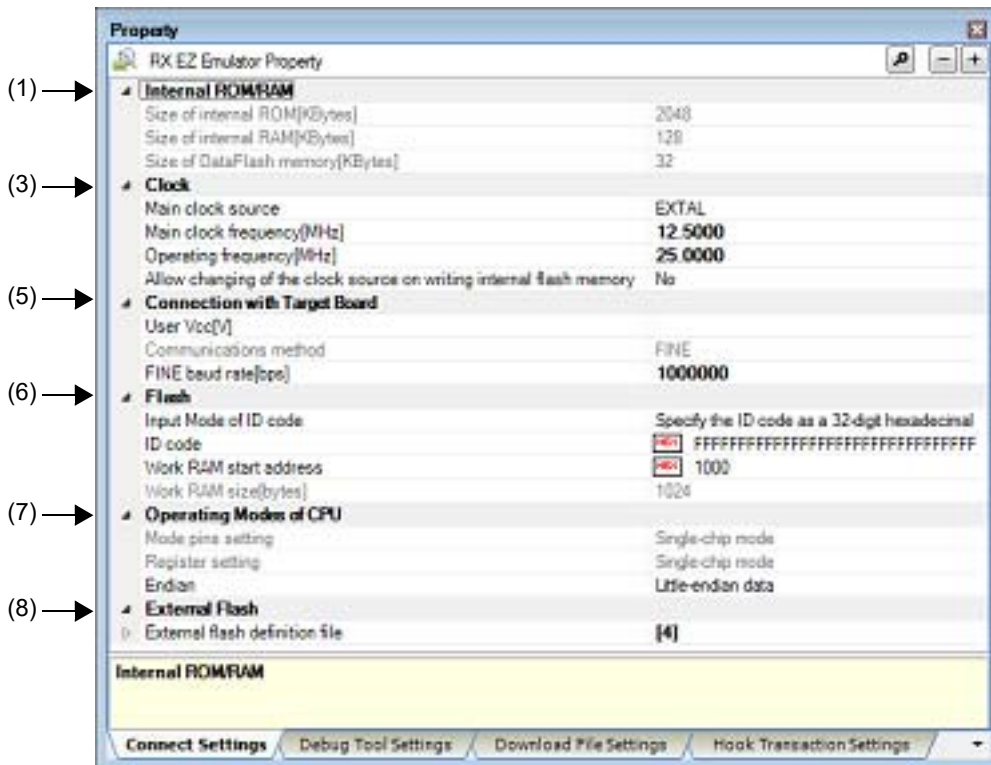 Property
RX EZ Emulator Property
(1) Internal ROM/RAM
Size of internal ROM[KBytes] 2048
Size of internal RAM[KBytes] 128
Size of DataFlash memory[KBytes] 32
(3) Clock
Main clock source EXTAL
Main clock frequency[MHz] 12.5000
Operating frequency[MHz] 25.0000
Allow changing of the clock source on writing internal flash memory No
(5) Connection with Target Board
User Vcc[V]
Communications method FINE
FINE baud rate[bps] 1000000
(6) Flash
Input Mode of ID code Specify the ID code as a 32-digit hexadecimal
ID code HEX FFFFFFFFFFFFFFFFFFFFFFFFFFFFFFFF
Work RAM start address HEX 1000
Work RAM size[bytes] 1024
(7) Operating Modes of CPU
Mode pins setting Single-chip mode
Register setting Single-chip mode
Endian Little-endian data
(8) External Flash
External flash definition file [4]
Internal ROM/RAM
Connect Settings Debug Tool Settings Download File Settings Hook Transaction Settings